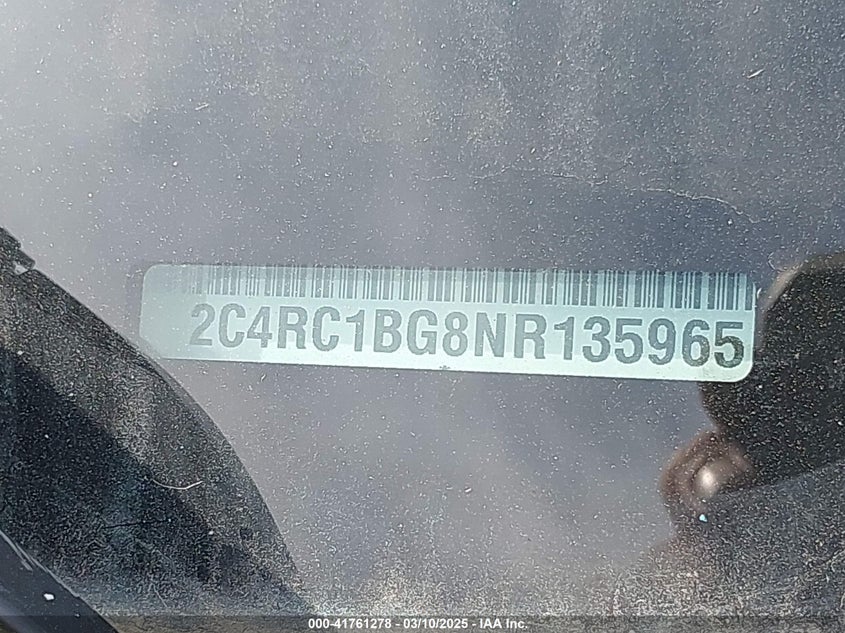 2C4RC1BG8NR135965
000-41761278 — 03/10/2025 — IAA Inc.